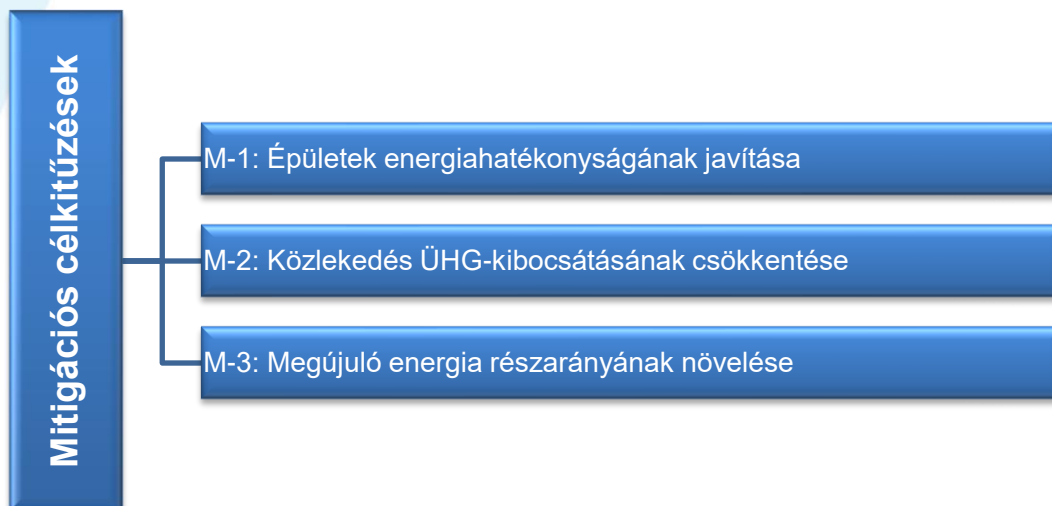 Mitigációs célkitűzések
M-1: Épületek energiahatékonyságának javítása
M-2: Közlekedés ÜHG-kibocsátásának csökkentése
M-3: Megújuló energia részarányának növelése